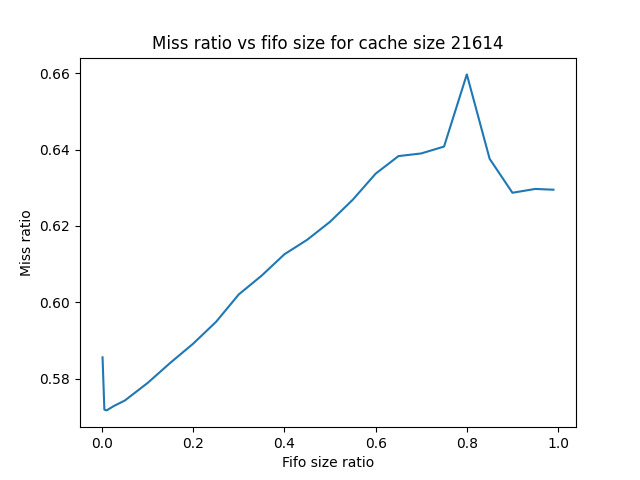 Miss ratio vs fifo size for cache size 21614
0.66
0.64
0.62
0.60
0.58
Miss ratio
0.0 0.2 0.4 0.6 0.8 1.0
Fifo size ratio